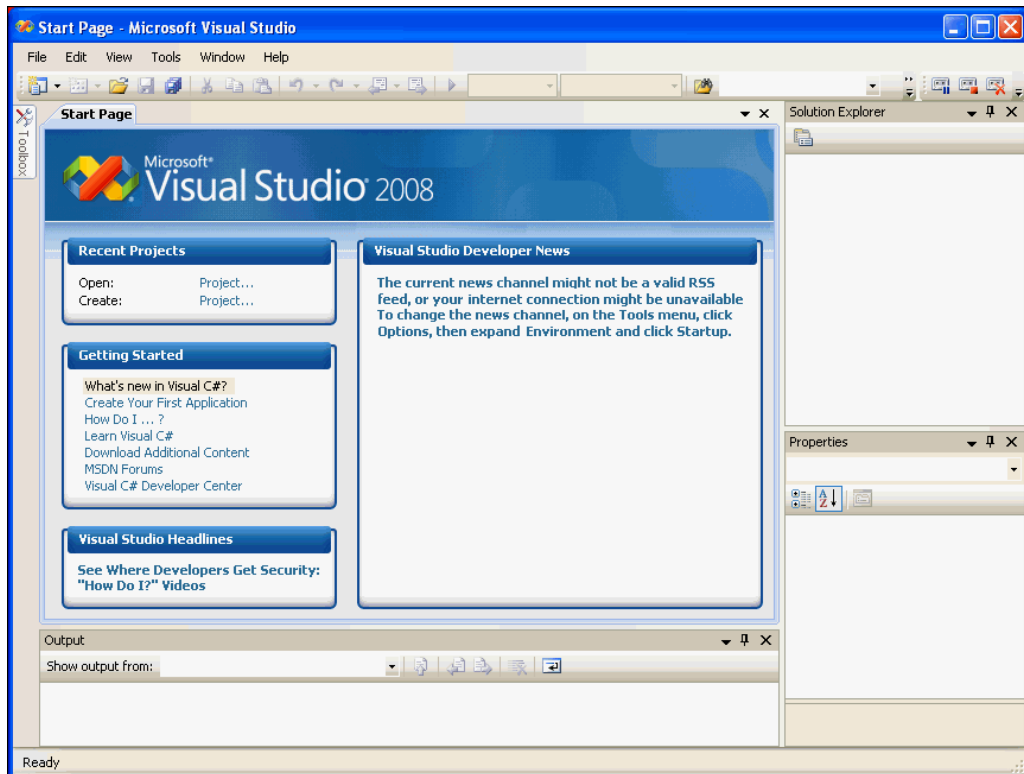 Start Page - Microsoft Visual Studio
File Edit View Tools Window Help
Toolbox
Start Page
Microsoft®
Visual Studio® 2008
Recent Projects
Open: Project...
Create: Project...
Getting Started
What's new in Visual C#?
Create Your First Application
How Do I ... ?
Learn Visual C#
Download Additional Content
MSDN Forums
Visual C# Developer Center
Visual Studio Headlines
See Where Developers Get Security:
"How Do I?" Videos
Visual Studio Developer News
The current news channel might not be a valid RSS
feed, or your internet connection might be unavailable
To change the news channel, on the Tools menu, click
Options, then expand Environment and click Startup.
Solution Explorer
Properties
Output
Show output from:
Ready